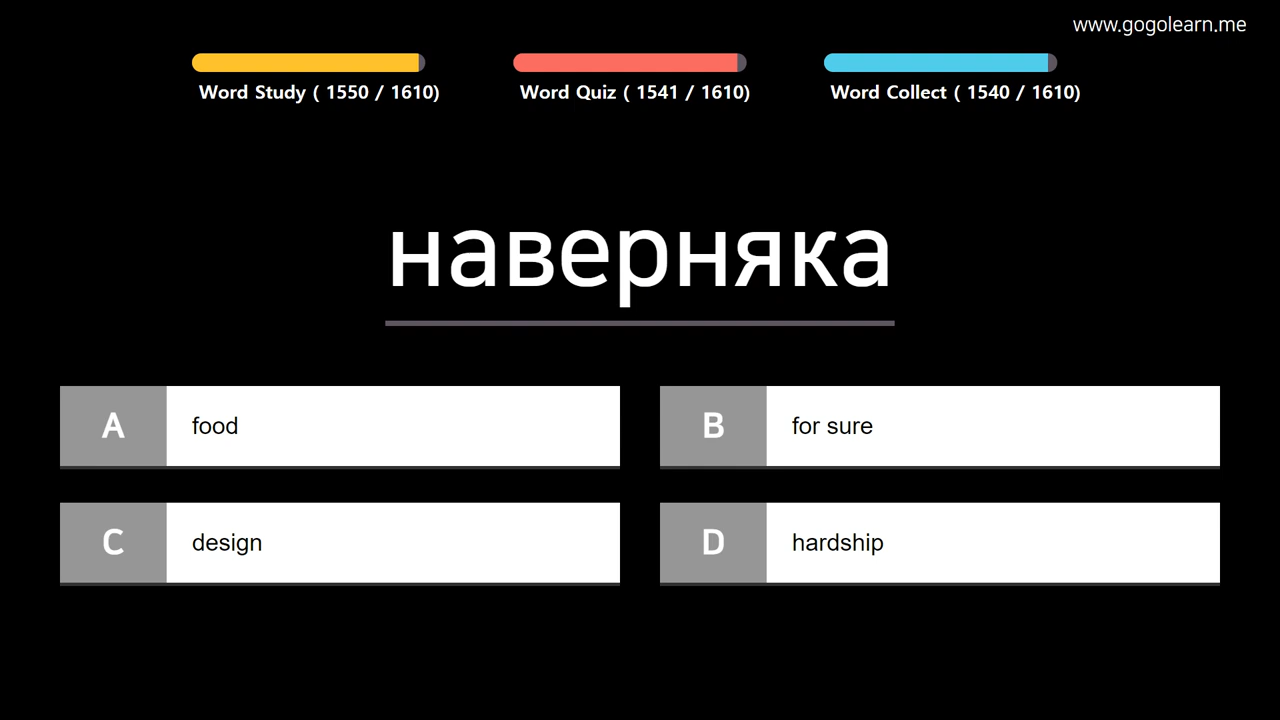 www.gogolearn.me
Word Study ( 1550 / 1610)
Word Quiz ( 1541 / 1610)
Word Collect ( 1540 / 1610)
наверняка
A food
B for sure
C design
D hardship